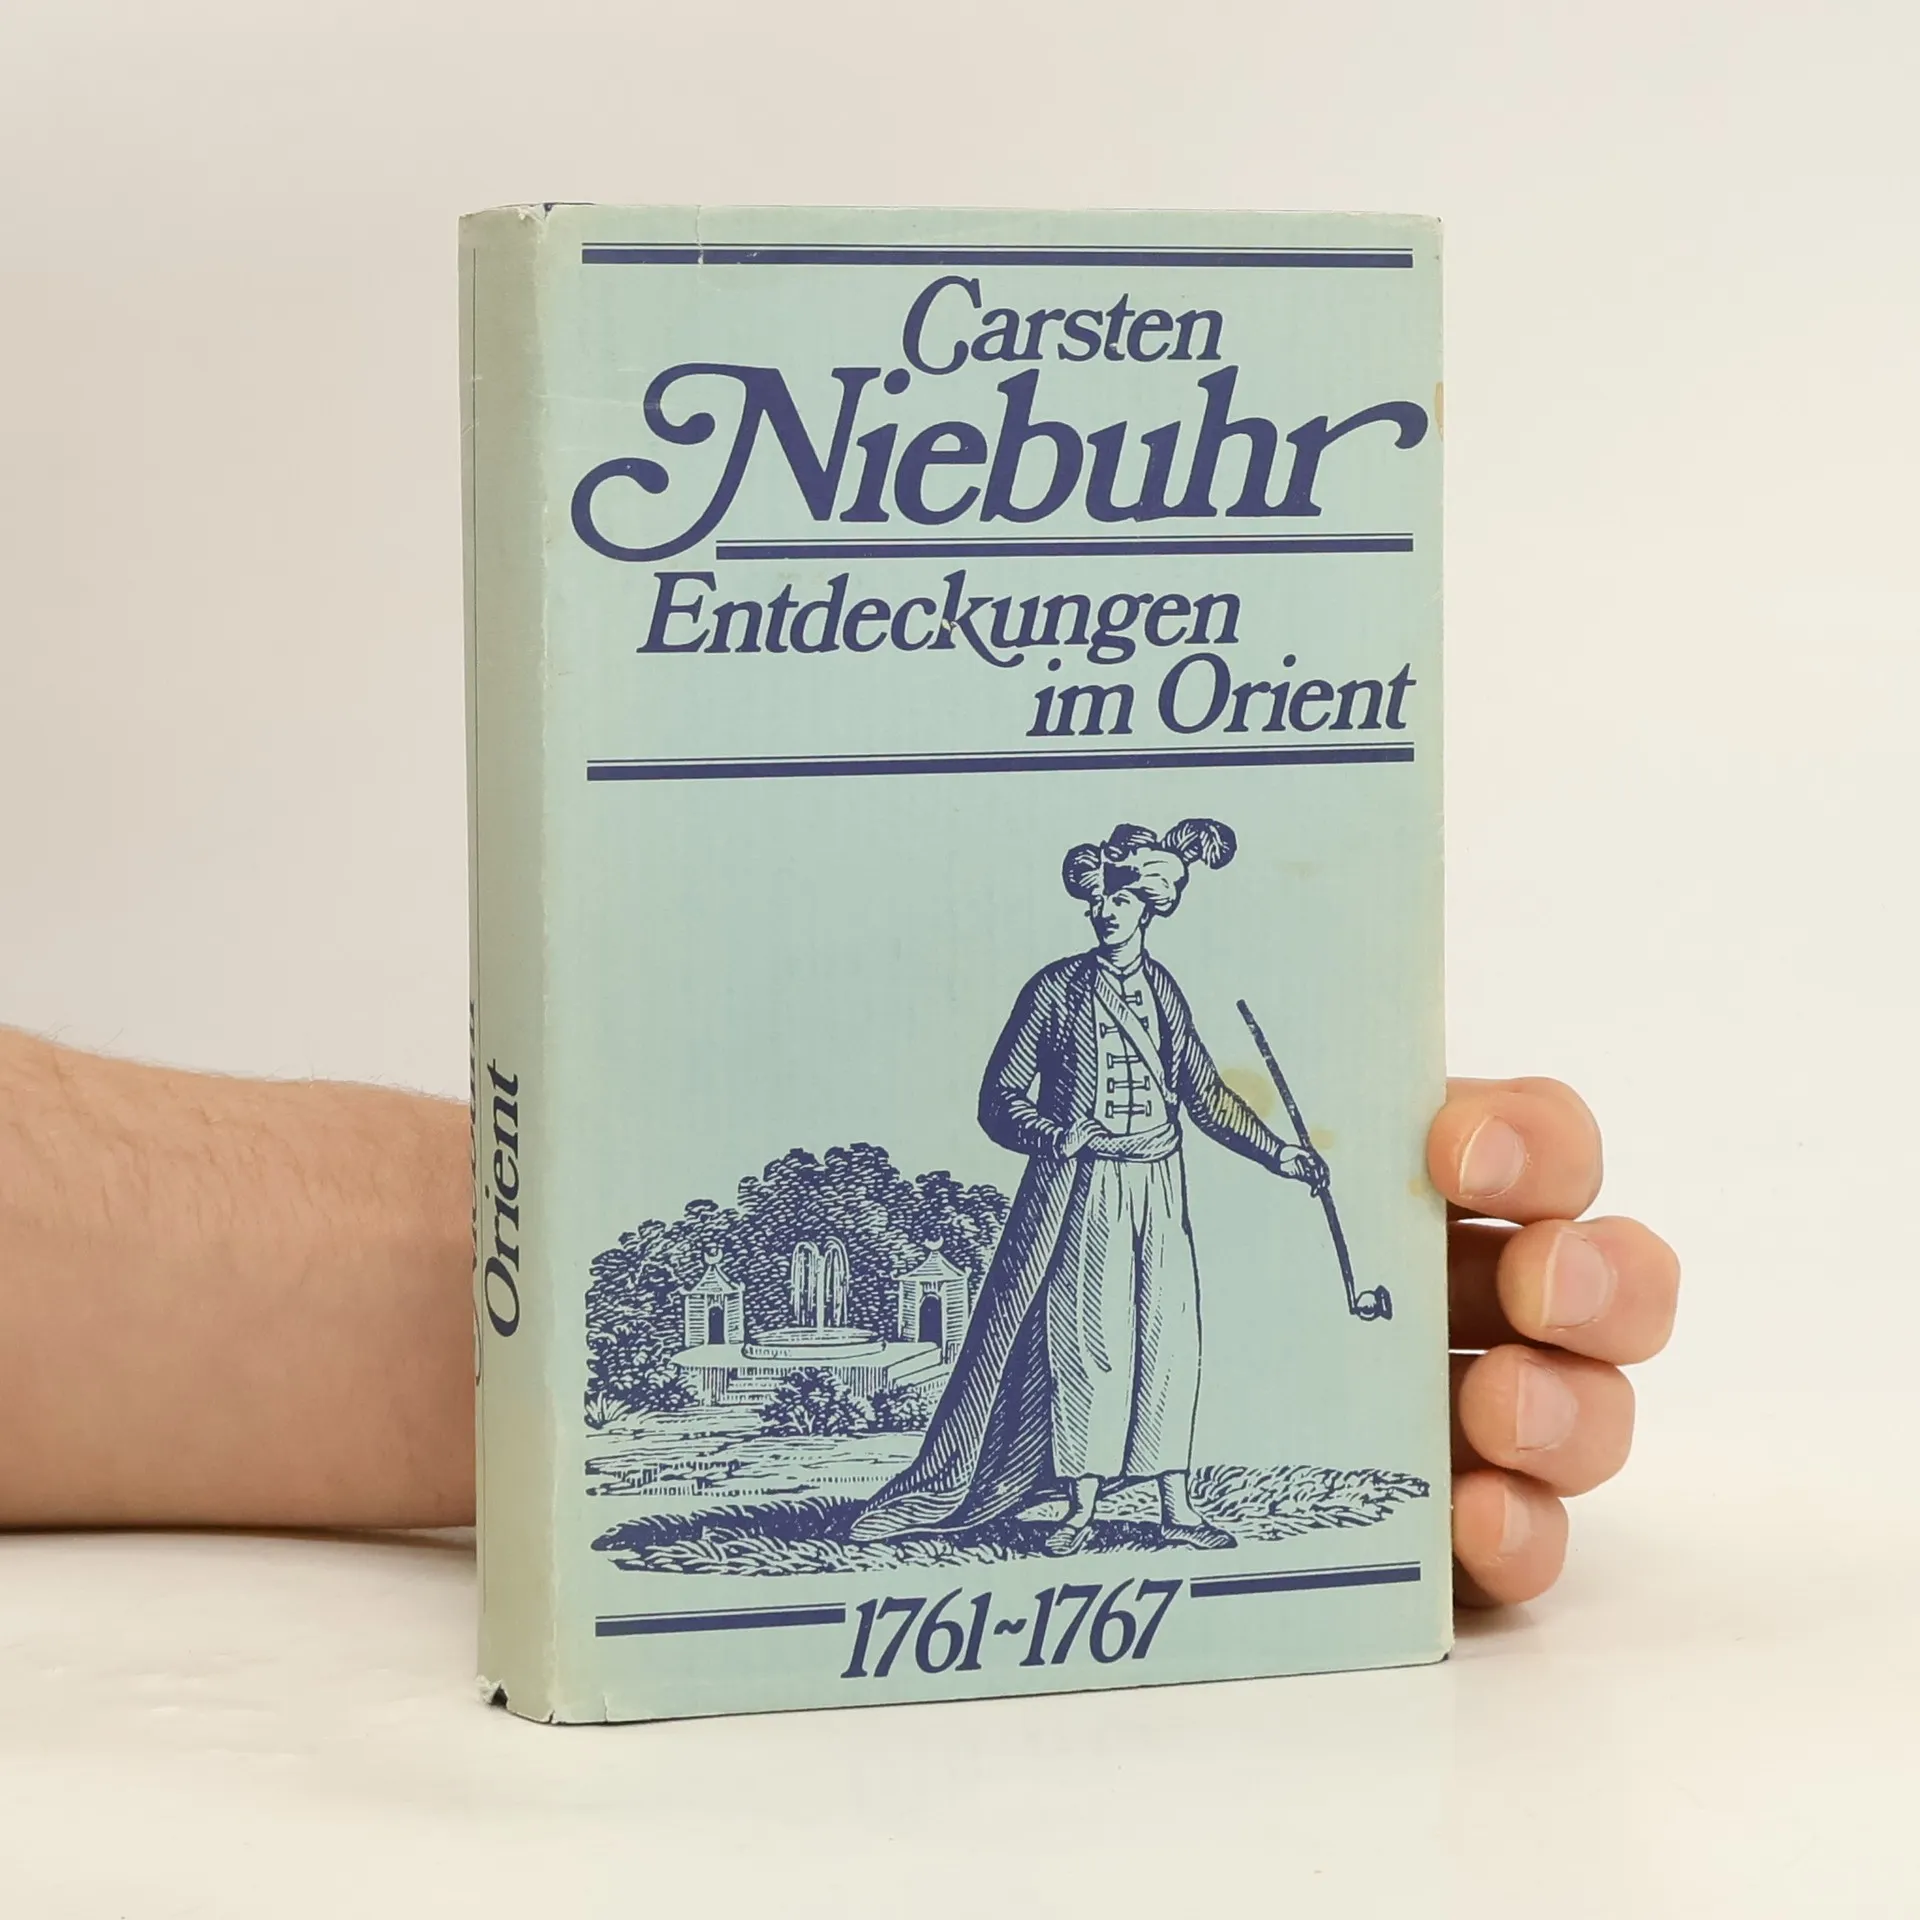 Carsten
Niebuhr
Entdeckungen
im Orient
1761~1767
Orient